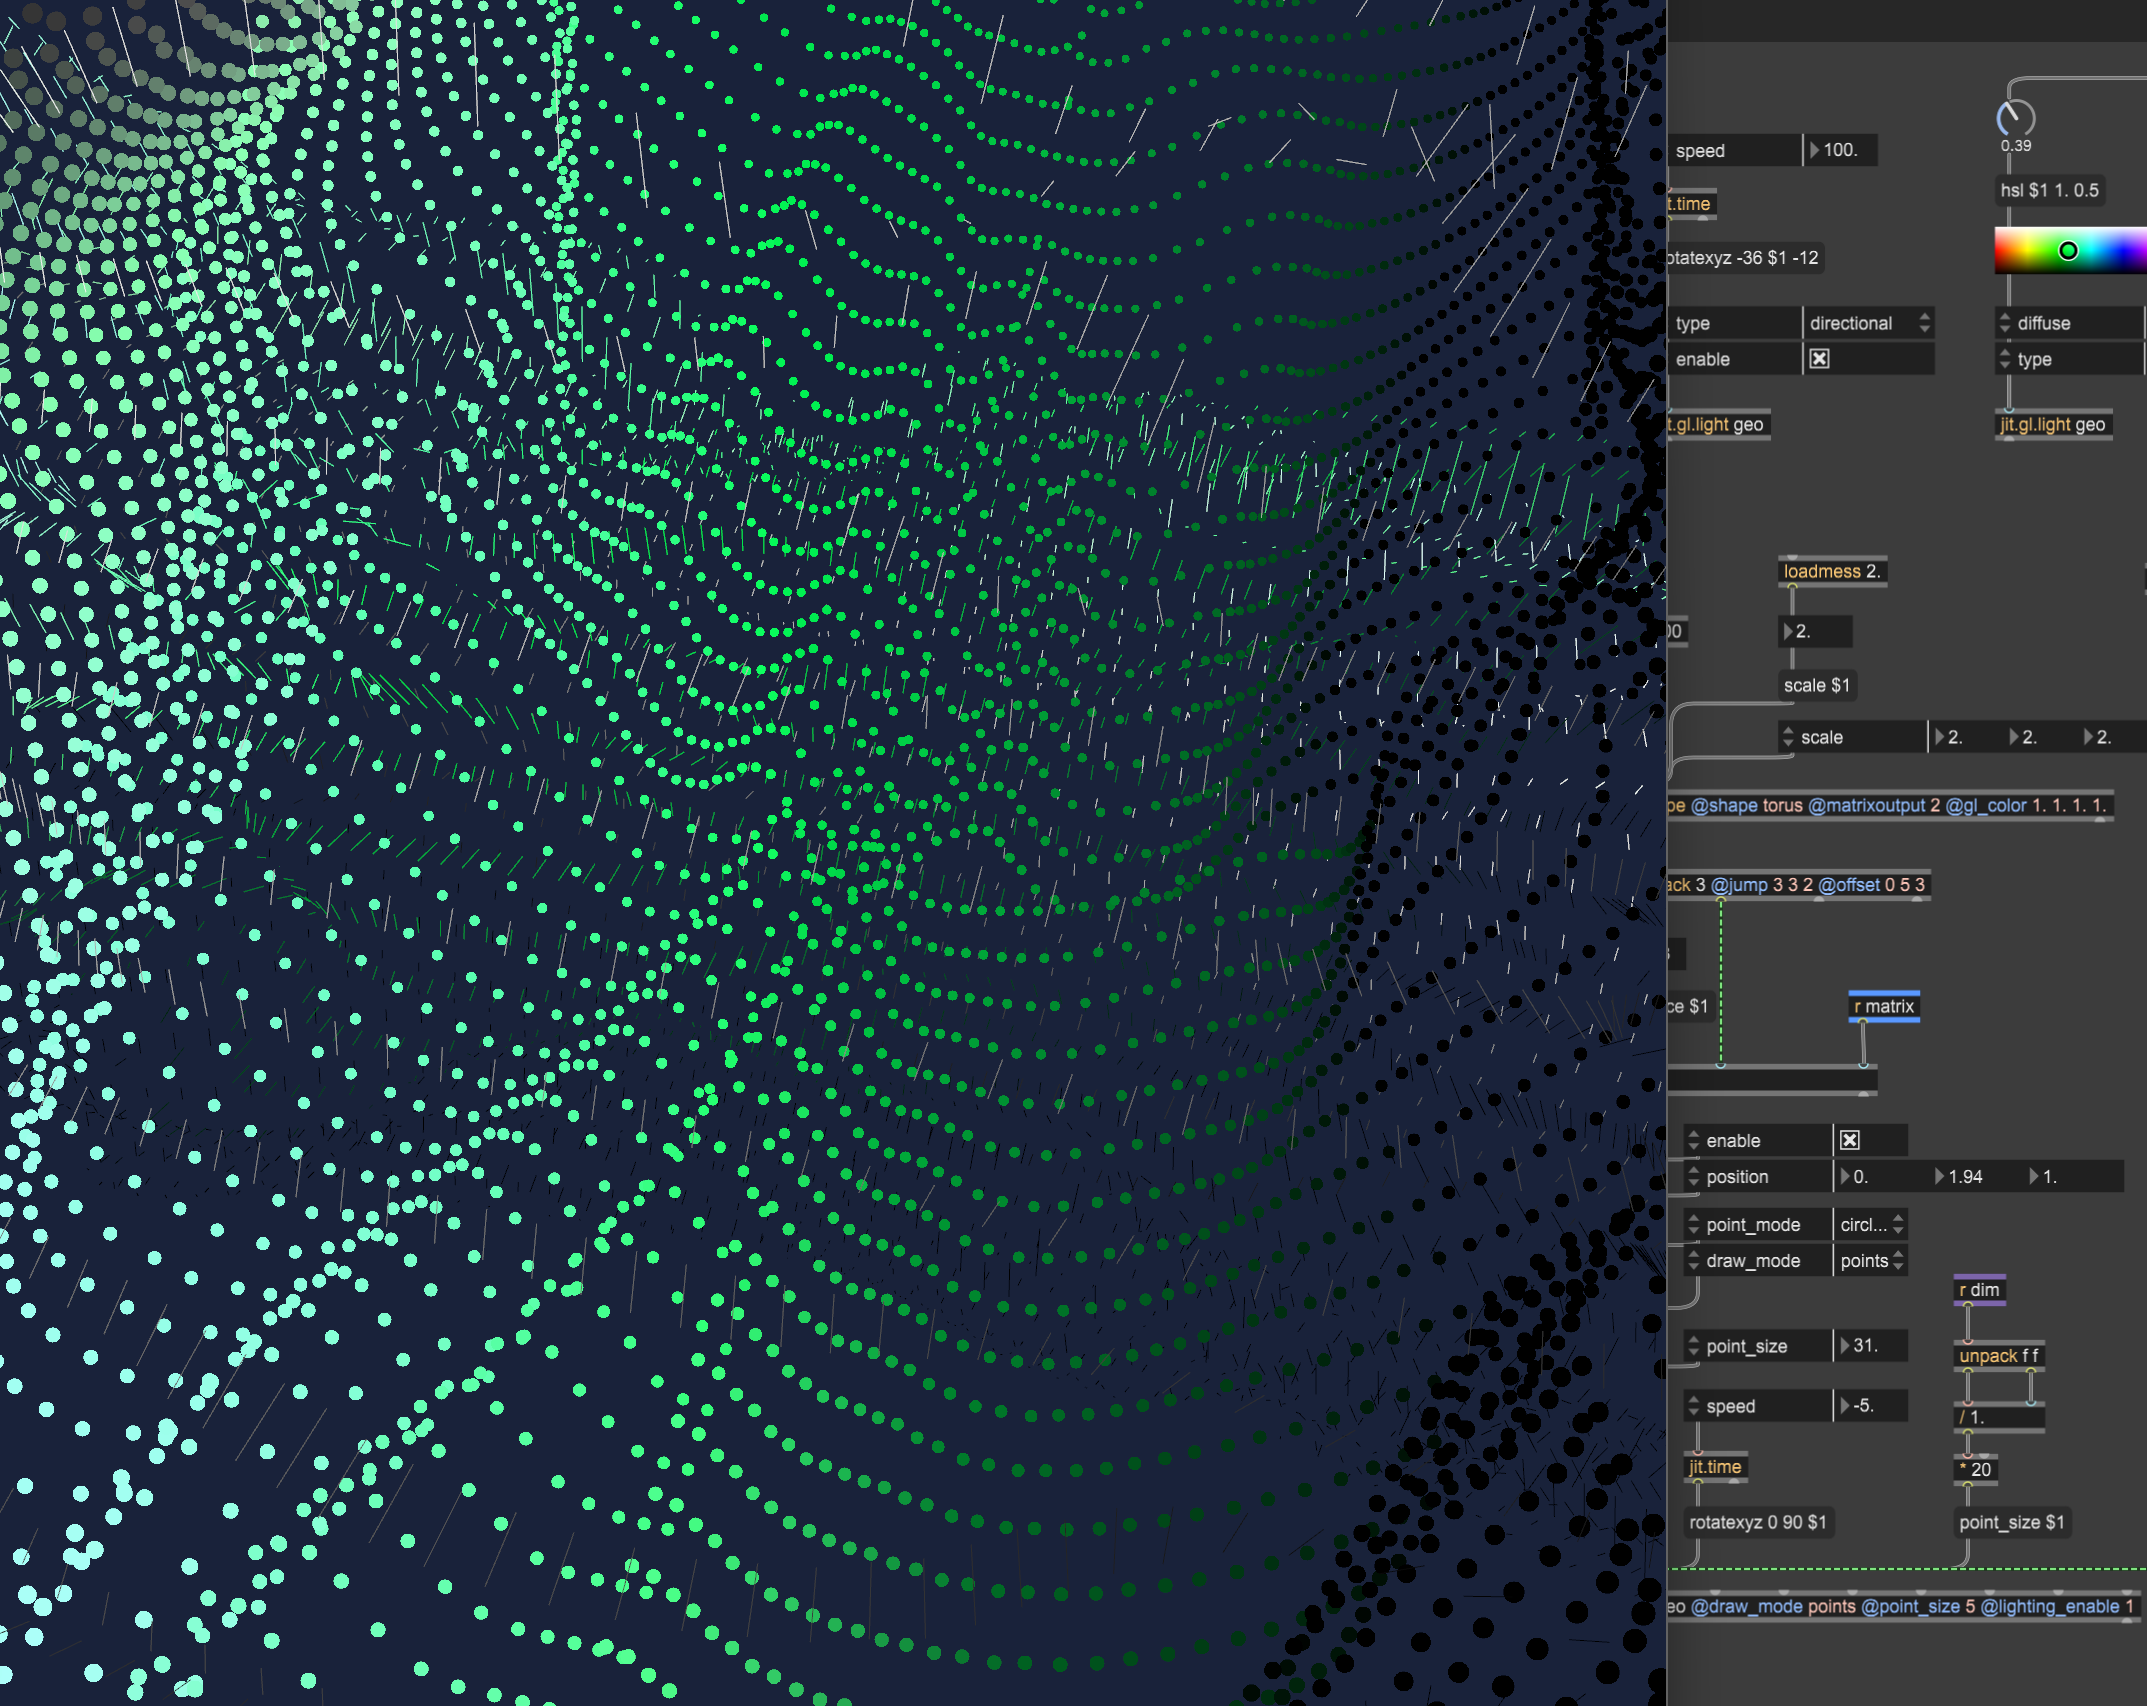 speed 100.
0.39
hsl $1 1. 0.5
t.time
otatexyz -36 $1 -12
type directional
diffuse
enable
type
t.gl.light geo
jit.gl.light geo
loadmess 2.
2.
scale $1
scale 2. 2. 2.
pe @shape torus @matrixoutput 2 @gl_color 1. 1. 1. 1.
ack 3 @jump 3 3 2 @offset 0 5 3
ce $1
r matrix
enable
position 0. 1.94 1.
point_mode circl...
draw_mode points
r dim
point_size 31.
unpack f f
speed -5.
/ 1.
jit.time
* 20
rotatexyz 0 90 $1
point_size $1
eo @draw_mode points @point_size 5 @lighting_enable 1